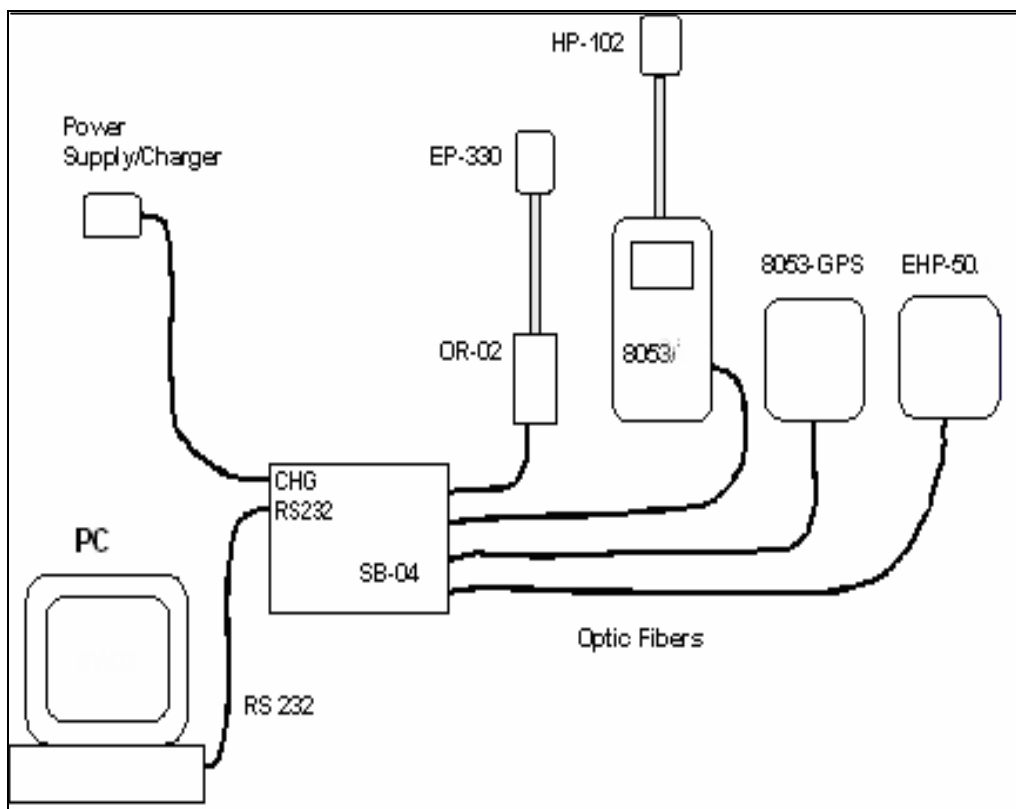 HP-102
Power
Supply/Charger
EP-330
8053-GPS
EHP-50.
OR-02
8053/
CHG
RS232
PC
SB-04
Optic Fibers
RS 232